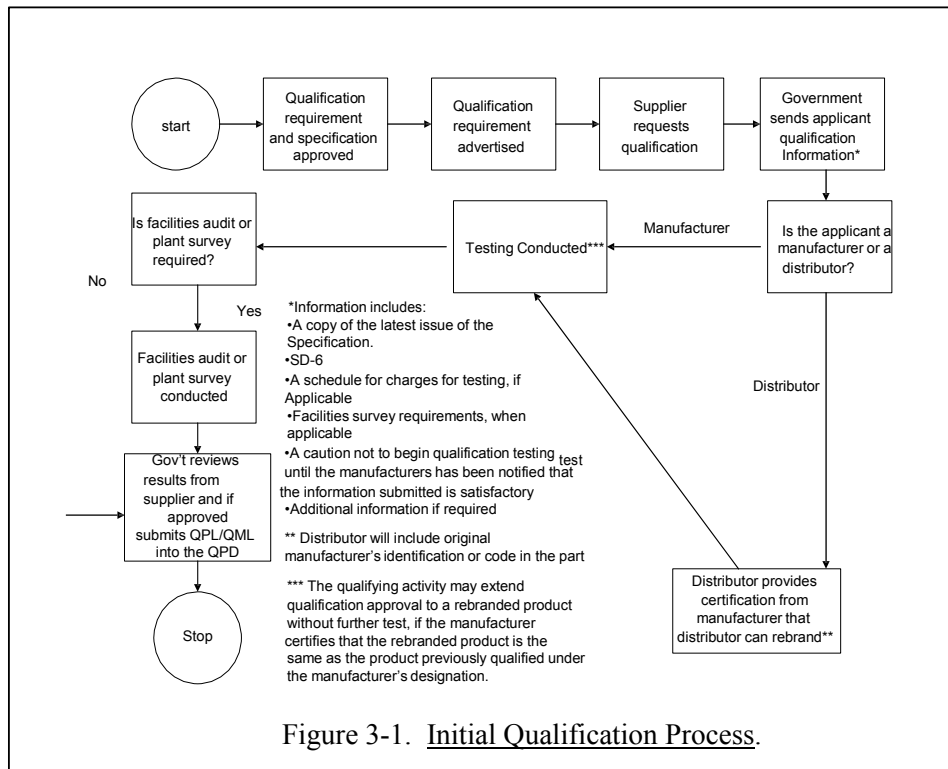 start
Qualification
requirement
and specification
approved
Qualification
requirement
advertised
Supplier
requests
qualification
Government
sends applicant
qualification
Information*
Is facilities audit or
plant survey
required?
Testing Conducted***
Manufacturer
Is the applicant a
manufacturer or a
distributor?
No
Yes
Facilities audit or
plant survey
conducted
*Information includes:
•A copy of the latest issue of the
Specification.
•SD-6
•A schedule for charges for testing, if
Applicable
•Facilities survey requirements, when
applicable
•A caution not to begin qualification testing test
until the manufacturers has been notified that
the information submitted is satisfactory
•Additional information if required
Distributor
Gov't reviews
results from
supplier and if
approved
submits QPL/QML
into the QPD
** Distributor will include original
manufacturer's identification or code in the part
*** The qualifying activity may extend
qualification approval to a rebranded product
without further test, if the manufacturer
certifies that the rebranded product is the
same as the product previously qualified under
the manufacturer's designation.
Distributor provides
certification from
manufacturer that
distributor can rebrand**
Stop
Figure 3-1. Initial Qualification Process.